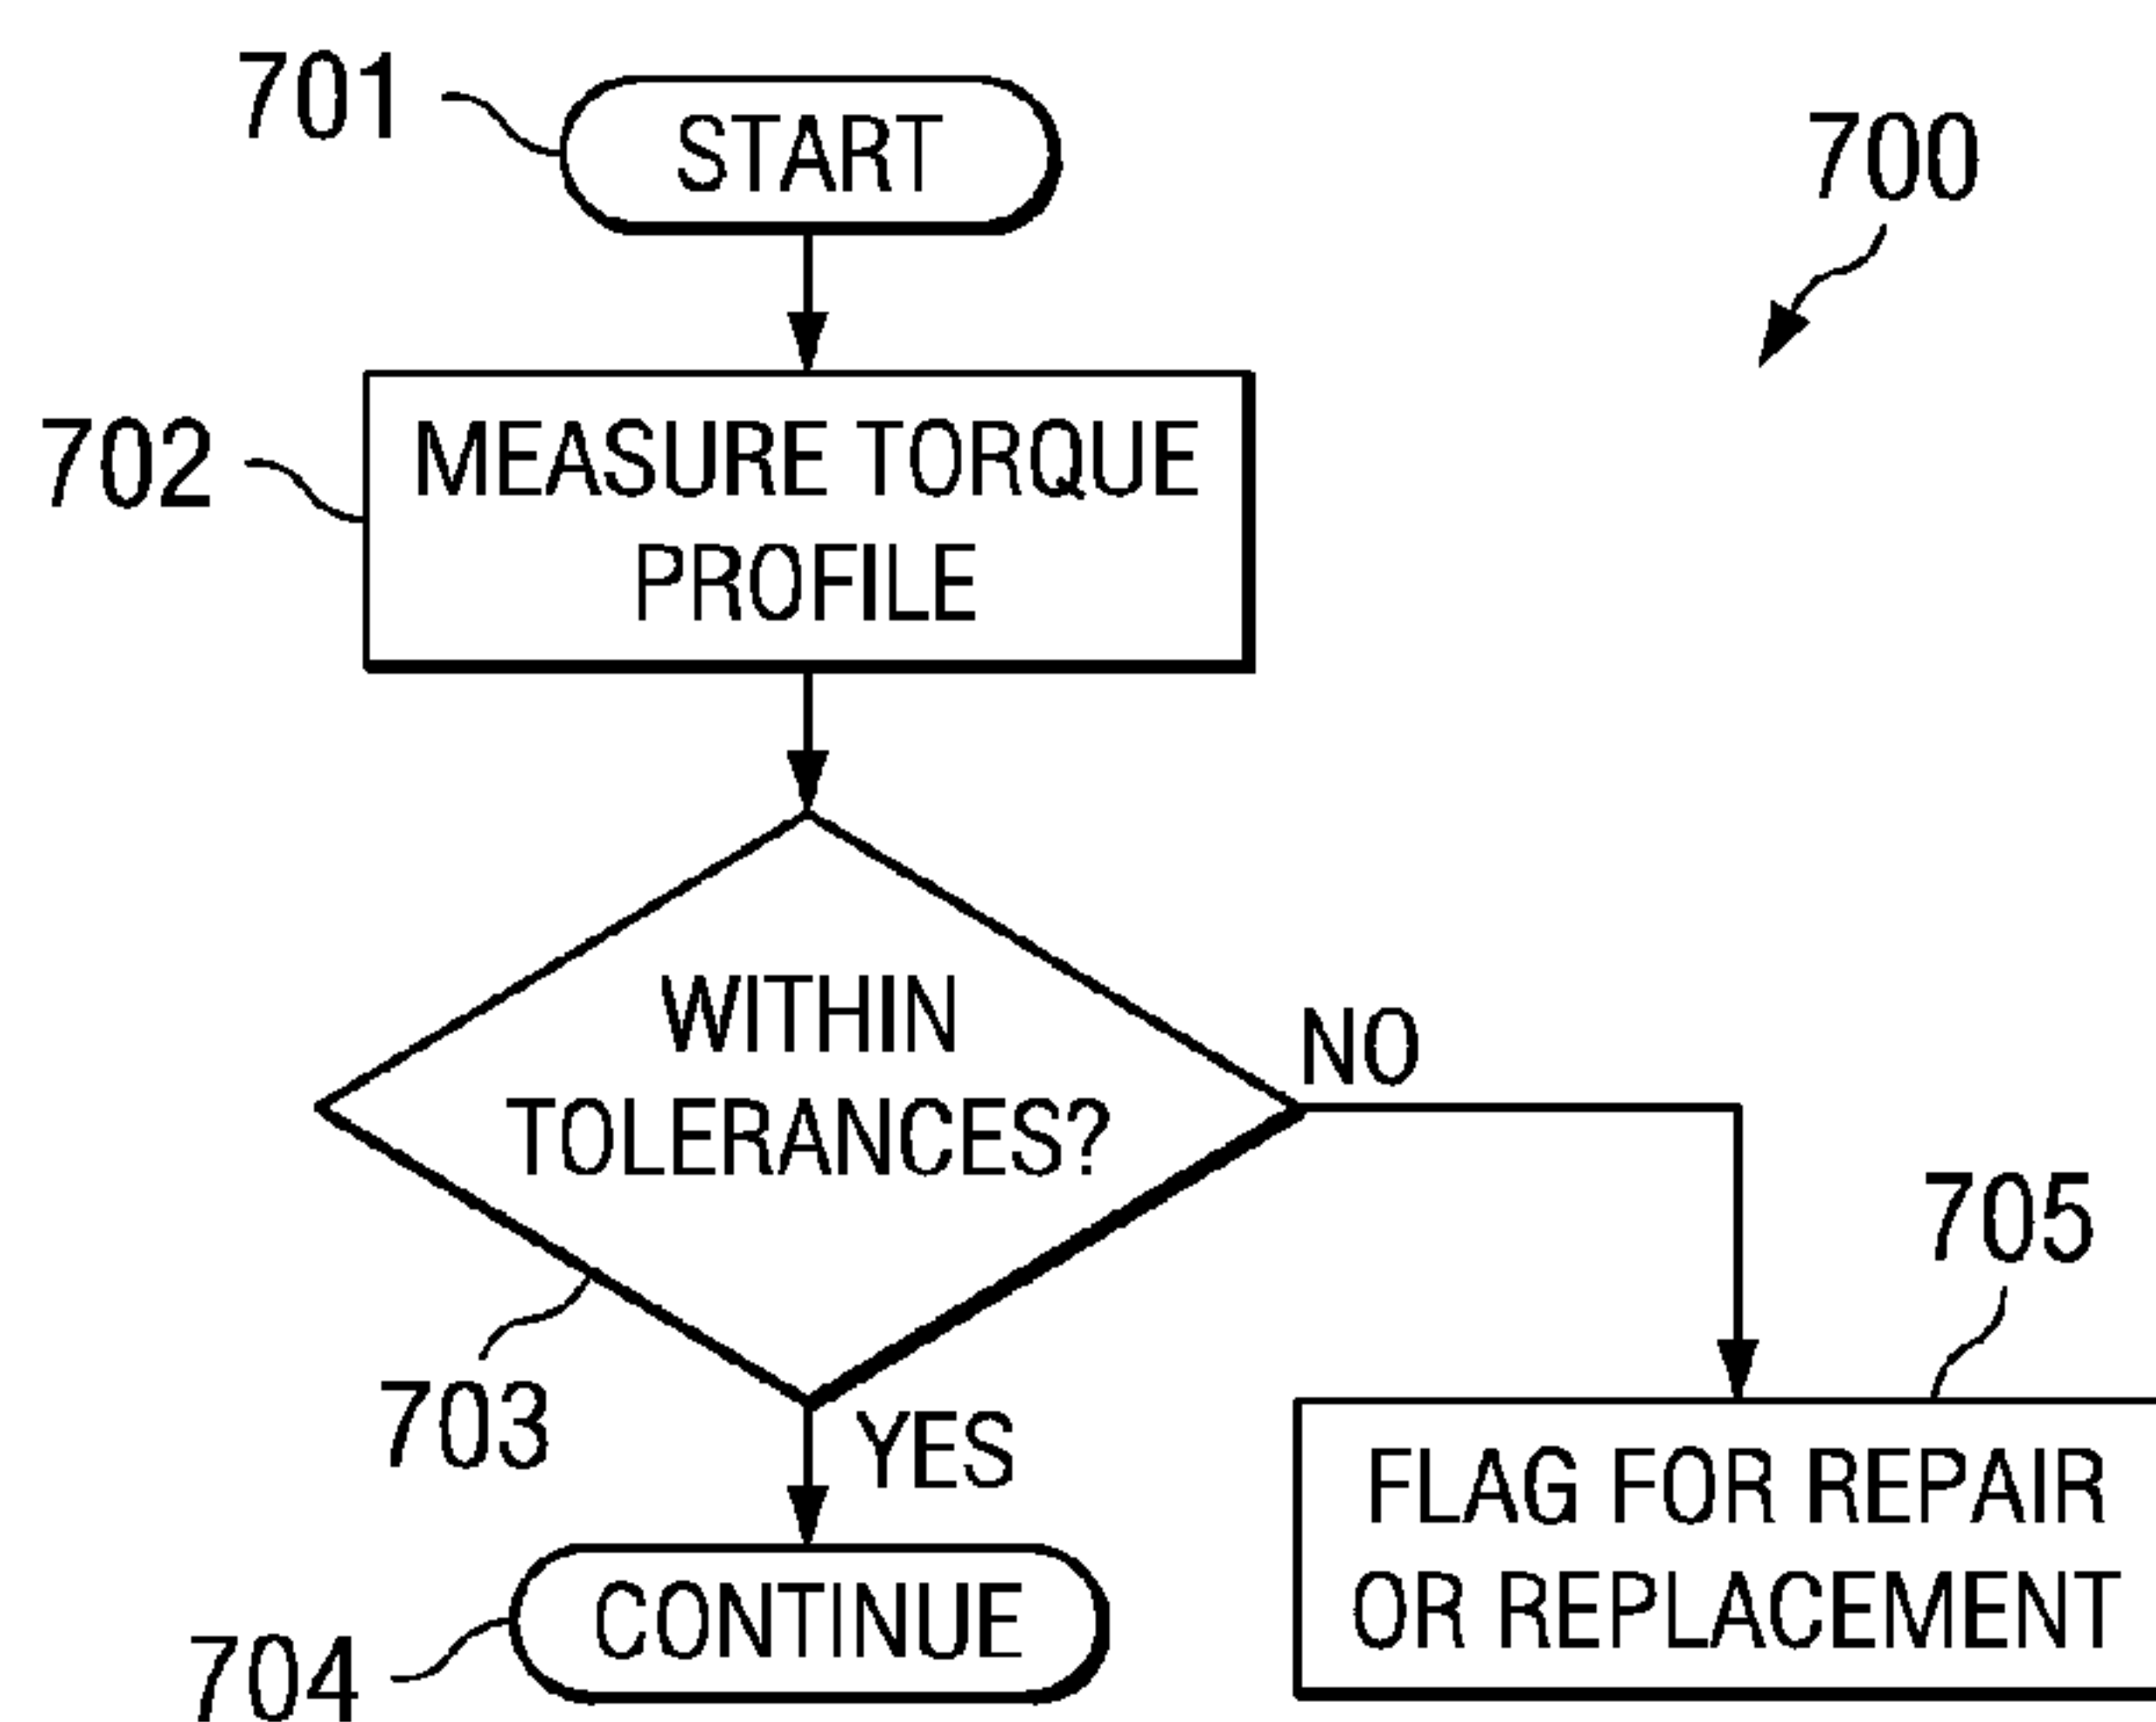 701
START
700
702
MEASURE TORQUE
PROFILE
WITHIN
TOLERANCES?
NO
705
703
YES
FLAG FOR REPAIR
OR REPLACEMENT
704
CONTINUE